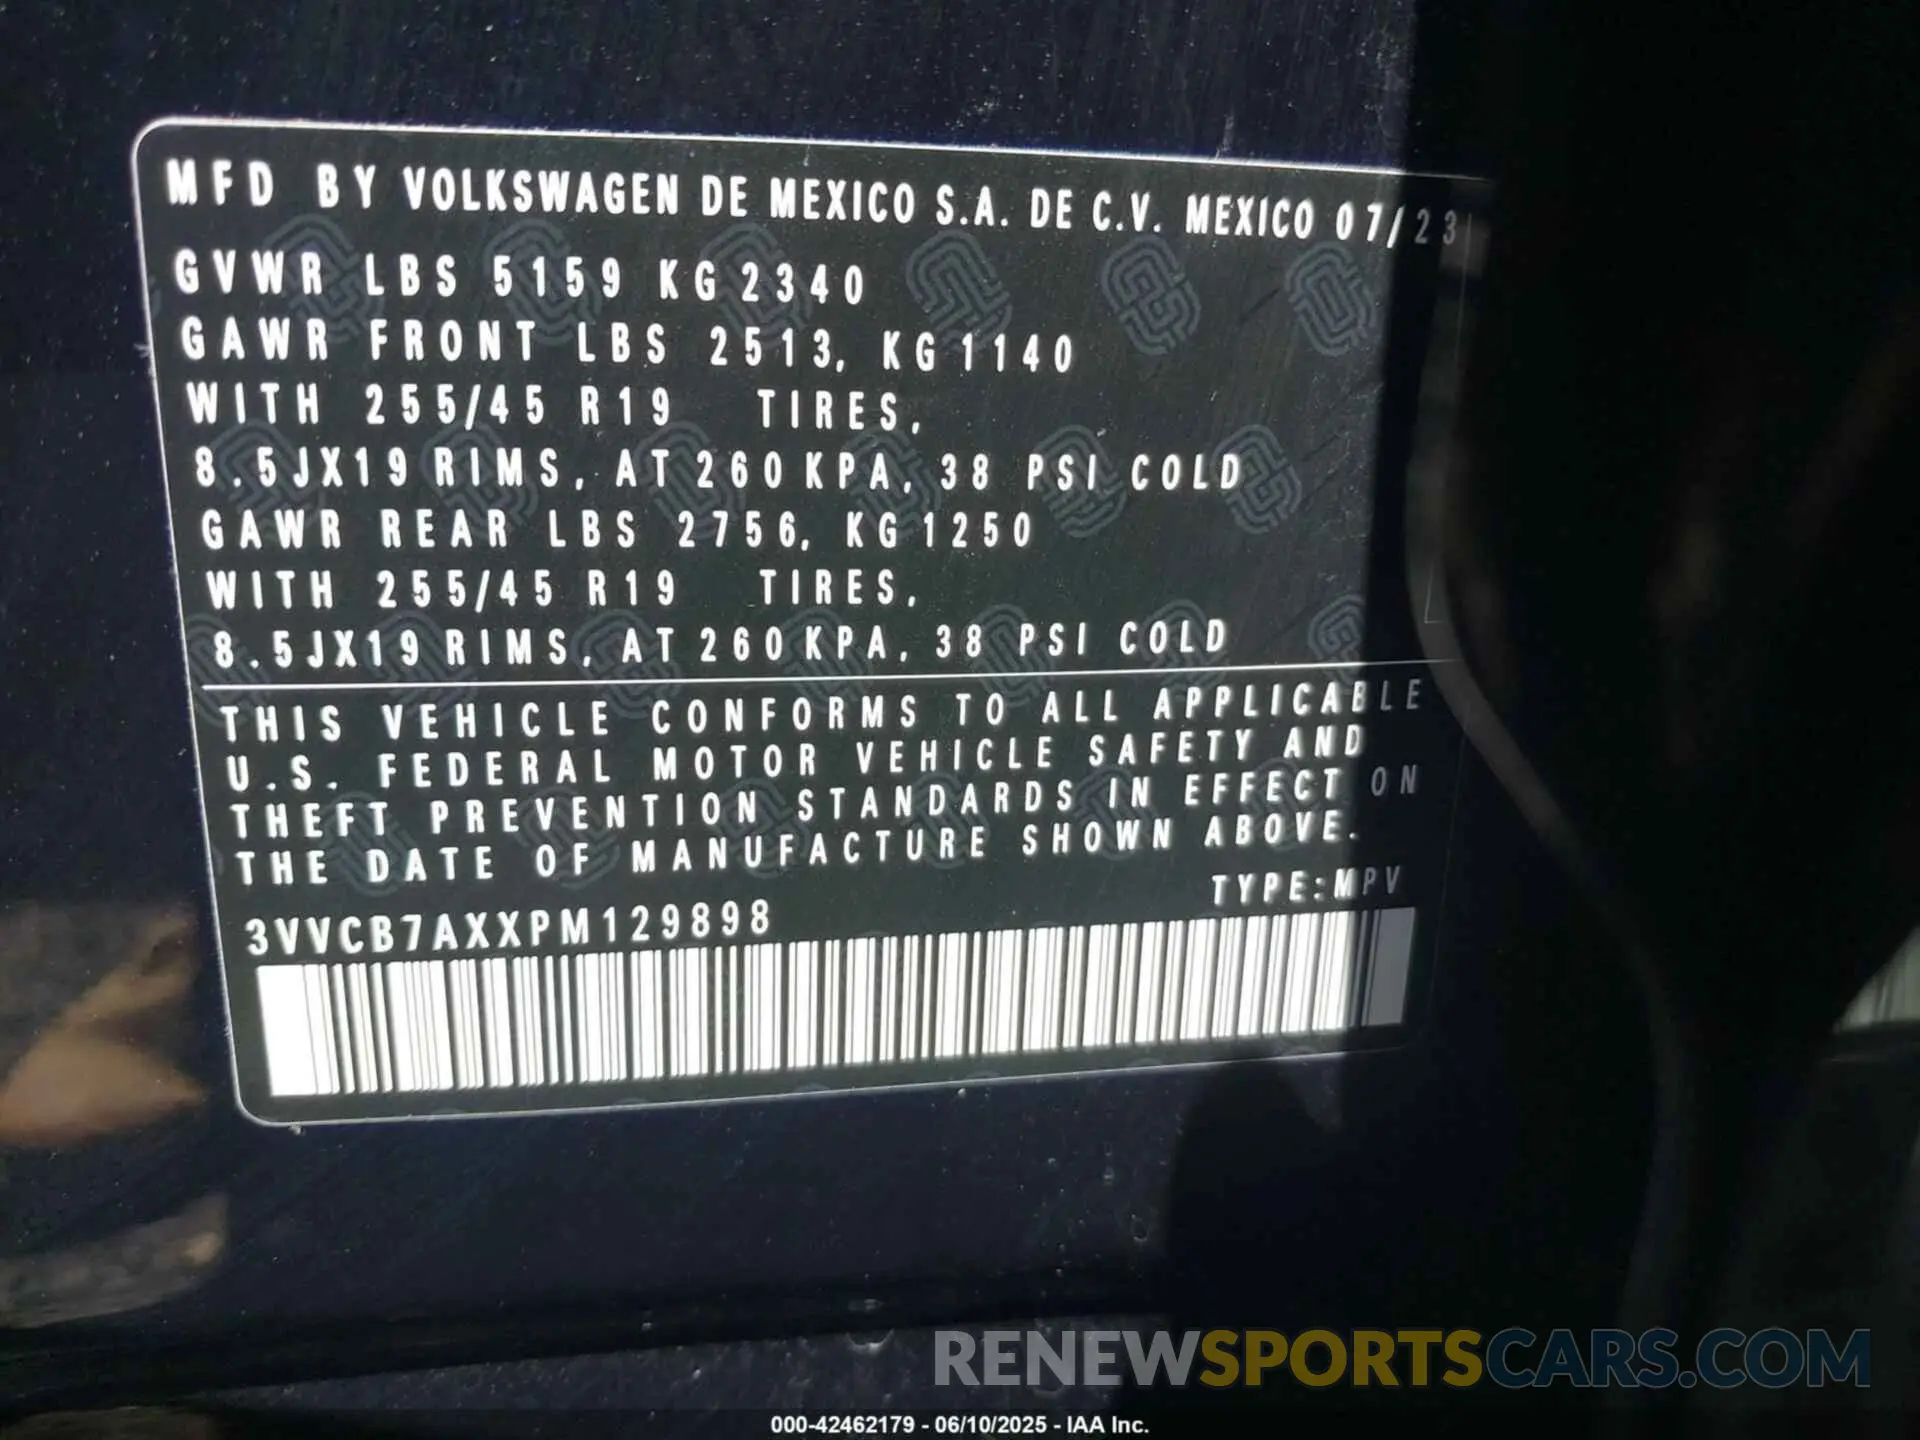 MFD BY VOLKSWAGEN DE MEXICO S.A. DE C.V. MEXICO 07/23
GVWR LBS 5159 KG 2340
GAWR FRONT LBS 2513, KG 1140
WITH 255/45 R19 TIRES,
8.5JX19 RIMS, AT 260 KPA, 38 PSI COLD
GAWR REAR LBS 2756, KG 1250
WITH 255/45 R19 TIRES,
8.5JX19 RIMS, AT 260 KPA, 38 PSI COLD
THIS VEHICLE CONFORMS TO ALL APPLICABLE
U.S. FEDERAL MOTOR VEHICLE SAFETY AND
THEFT PREVENTION STANDARDS IN EFFECT ON
THE DATE OF MANUFACTURE SHOWN ABOVE.
TYPE:MPV
3VVCB7AXXPM129898
RENEWSPORTSCARS.COM
000-42462179 - 06/10/2025 - IAA Inc.